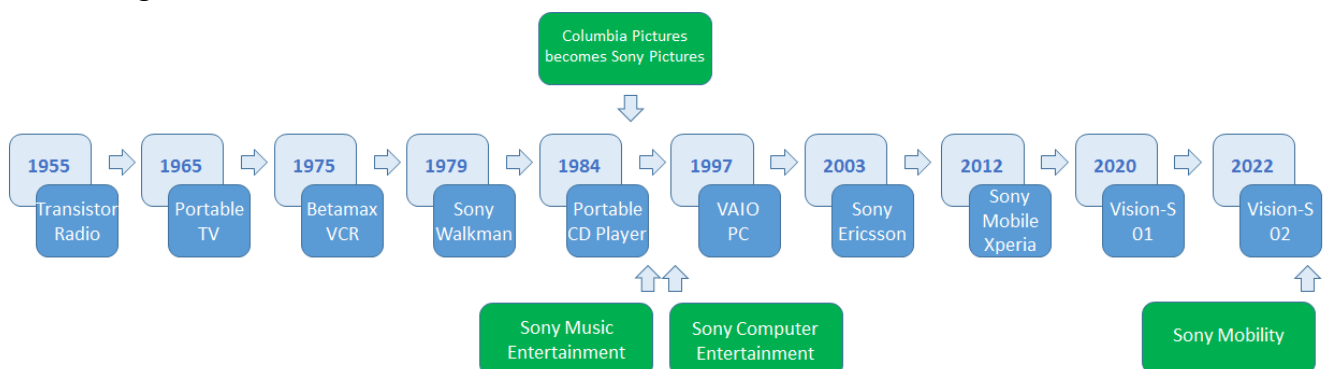 Columbia Pictures
becomes Sony Pictures
1955
1965
1975
1979
1984
1997
2003
2012
2020
2022
Transistor
Radio
Portable
TV
Betamax
VCR
Sony
Walkman
Portable
CD Player
VAIO
PC
Sony
Ericsson
Sony
Mobile
Xperia
Vision-S
01
Vision-S
02
Sony Music
Entertainment
Sony Computer
Entertainment
Sony Mobility